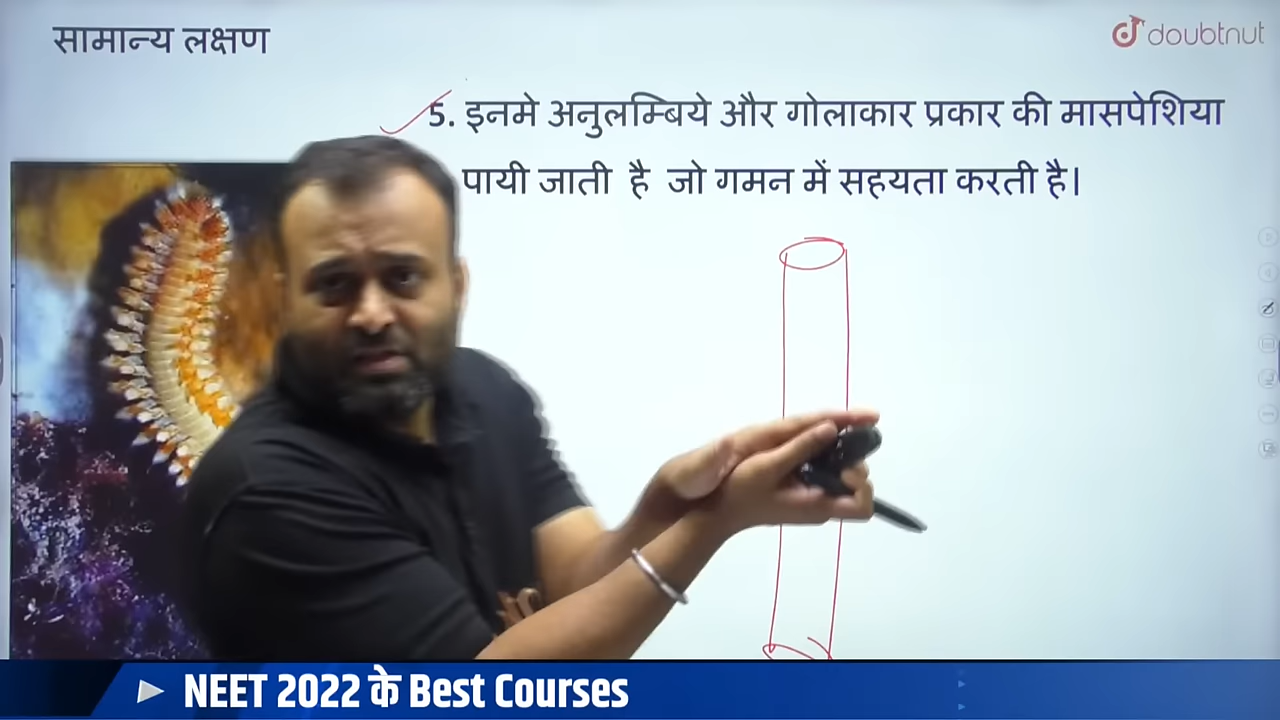 सामान्य लक्षण
doubtnut
5. इनमे अनुलम्बिये और गोलाकार प्रकार की मासपेशिया
पायी जाती है जो गमन में सहयता करती है।
NEET 2022 के Best Courses